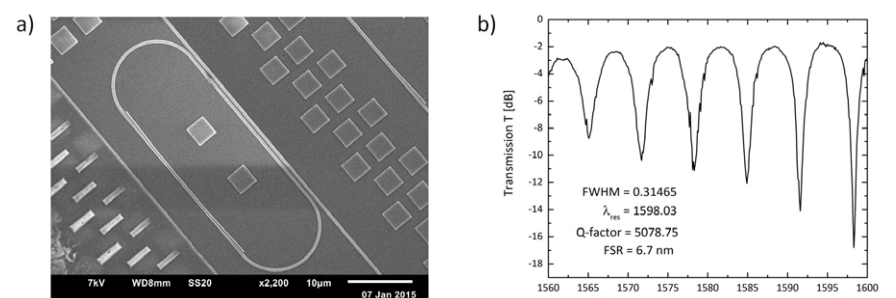 a)
7kV WD8mm SS20 x2,200 10μm
07 Jan 2015
b)
Transmission T [dB]
-2
-4
-6
-8
-10
-12
-14
-16
-18
FWHM = 0.31465
λres = 1598.03
Q-factor = 5078.75
FSR = 6.7 nm
1560 1565 1570 1575 1580 1585 1590 1595 1600